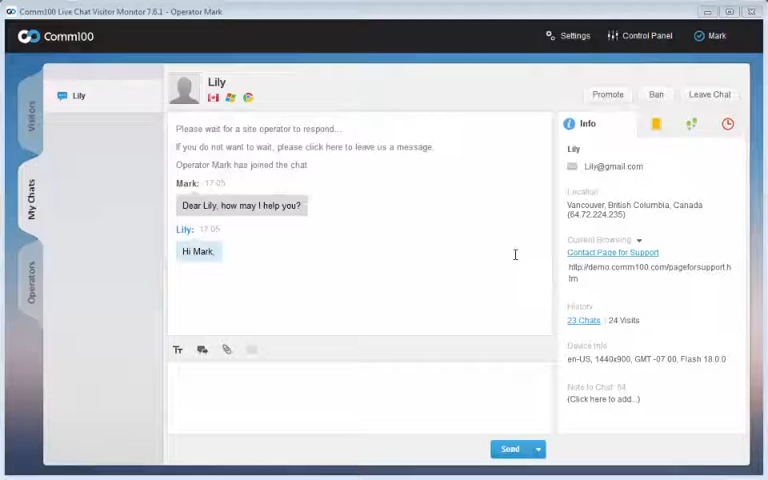 Comm100 Live Chat Visitor Monitor 7.6.1 - Operator Mark
Comm100
Settings
Control Panel
Mark
Visitors
My Chats
Operators
Lily
Lily
Promote
Ban
Leave Chat
Please wait for a site operator to respond...
If you do not want to wait, please click here to leave us a message.
Operator Mark has joined the chat
Mark: 17:05
Dear Lily, how may I help you?
Lily: 17:05
Hi Mark,
Tт
Send
Info
Lily
Lily@gmail.com
Location
Vancouver, British Columbia, Canada
(64.72.224.235)
Current Browsing
Contact Page for Support
http://demo.comm100.com/pageforsupport.h
tm
History
23 Chats | 24 Visits
Device Info
en-US, 1440x900, GMT -07:00, Flash 18.0.0
Note to Chat: 64
(Click here to add...)